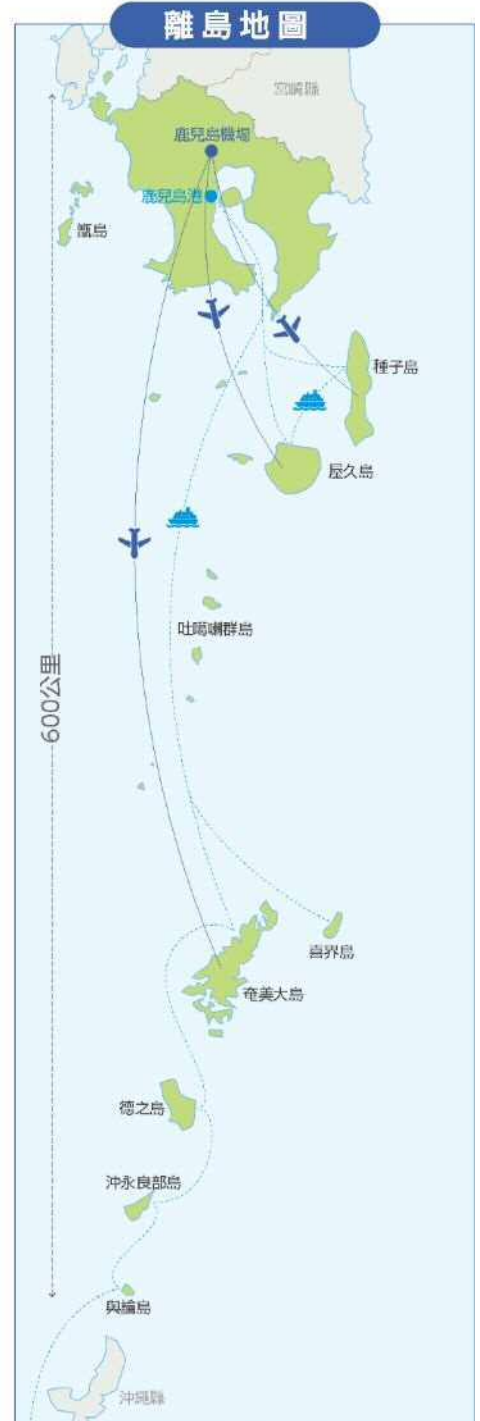 離島地圖
宮崎縣
鹿兒島機場
鹿兒島港
甑島
種子島
屋久島
吐噶喇群島
600公里
喜界島
奄美大島
德之島
沖永良部島
與論島
沖繩縣